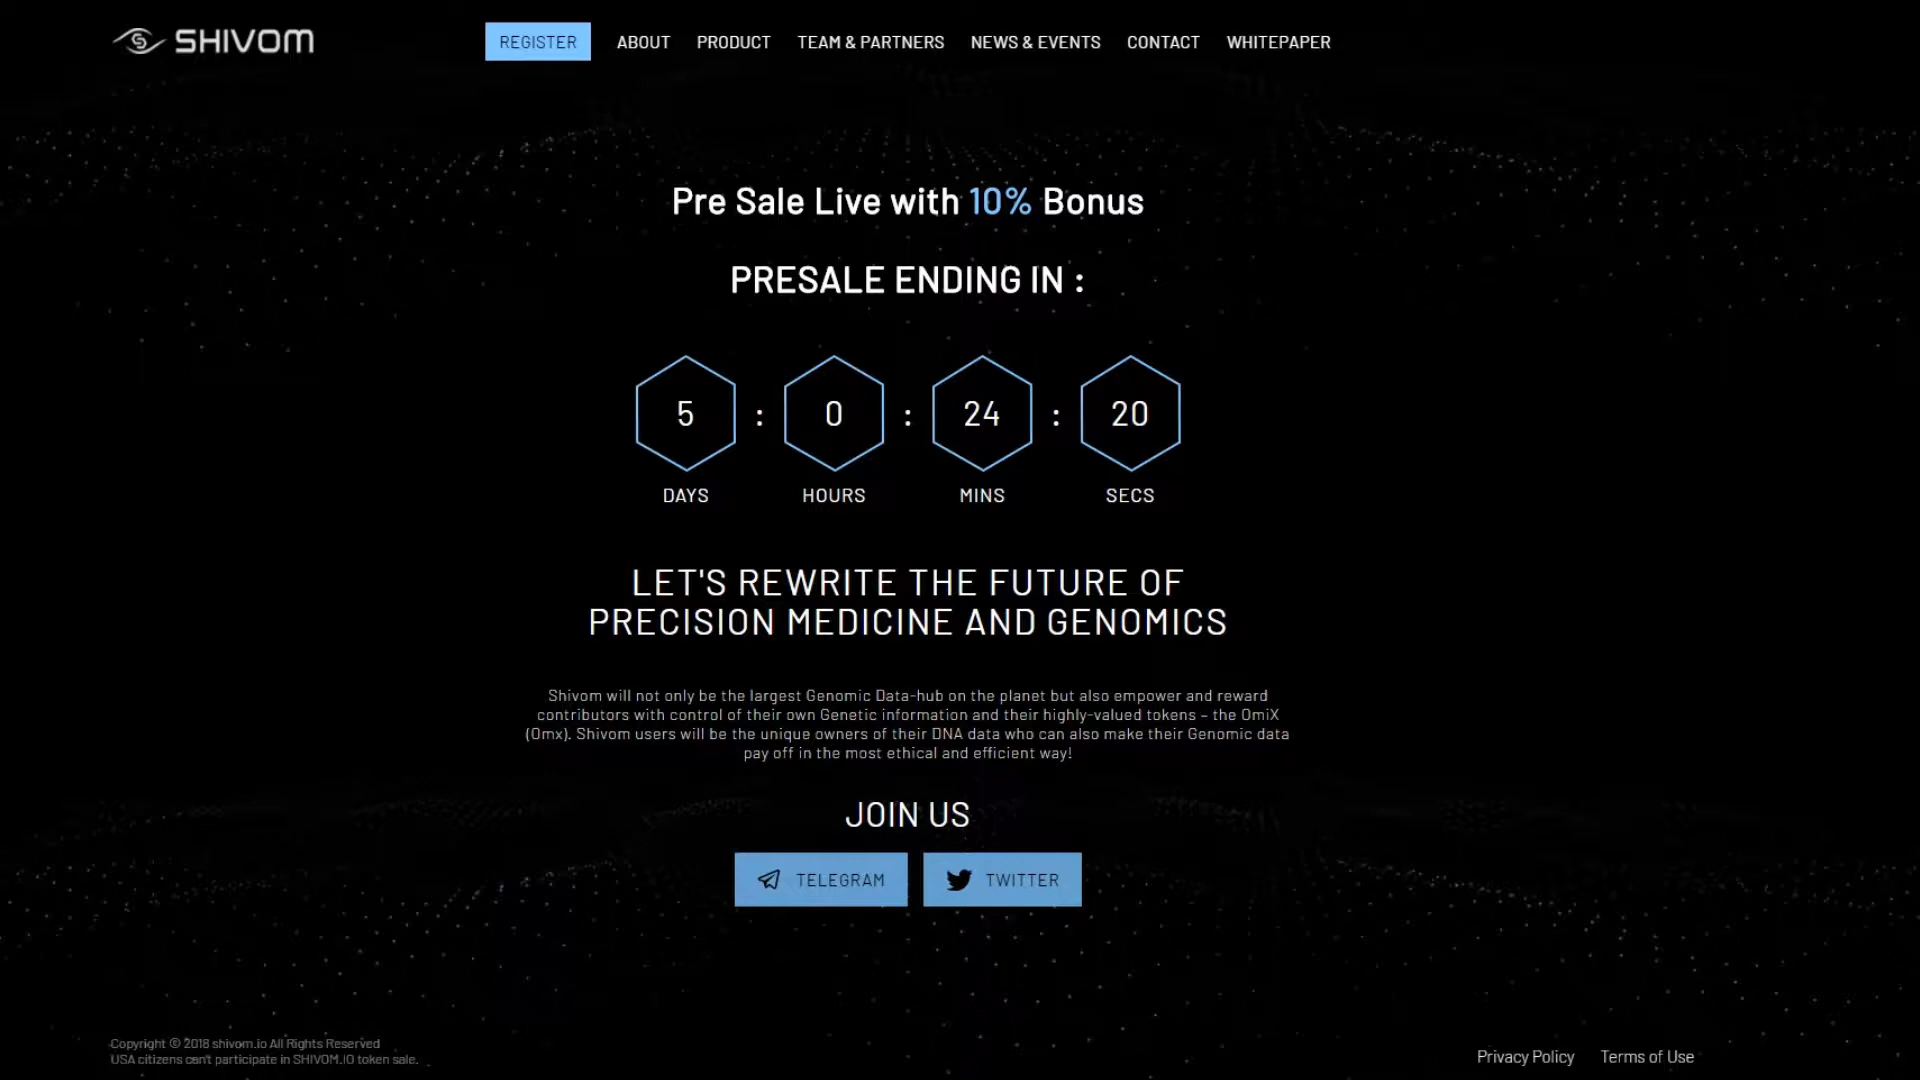 SHIVOM
REGISTER ABOUT PRODUCT TEAM & PARTNERS NEWS & EVENTS CONTACT WHITEPAPER
Pre Sale Live with 10% Bonus
PRESALE ENDING IN :
5 : 0 : 24 : 20
DAYS HOURS MINS SECS
LET'S REWRITE THE FUTURE OF
PRECISION MEDICINE AND GENOMICS
Shivom will not only be the largest Genomic Data-hub on the planet but also empower and reward
contributors with control of their own Genetic information and their highly-valued tokens – the OmiX
(Omx). Shivom users will be the unique owners of their DNA data who can also make their Genomic data
pay off in the most ethical and efficient way!
JOIN US
TELEGRAM TWITTER
Copyright © 2018 shivom.io All Rights Reserved
USA citizens can't participate in SHIVOM.IO token sale.
Privacy Policy Terms of Use